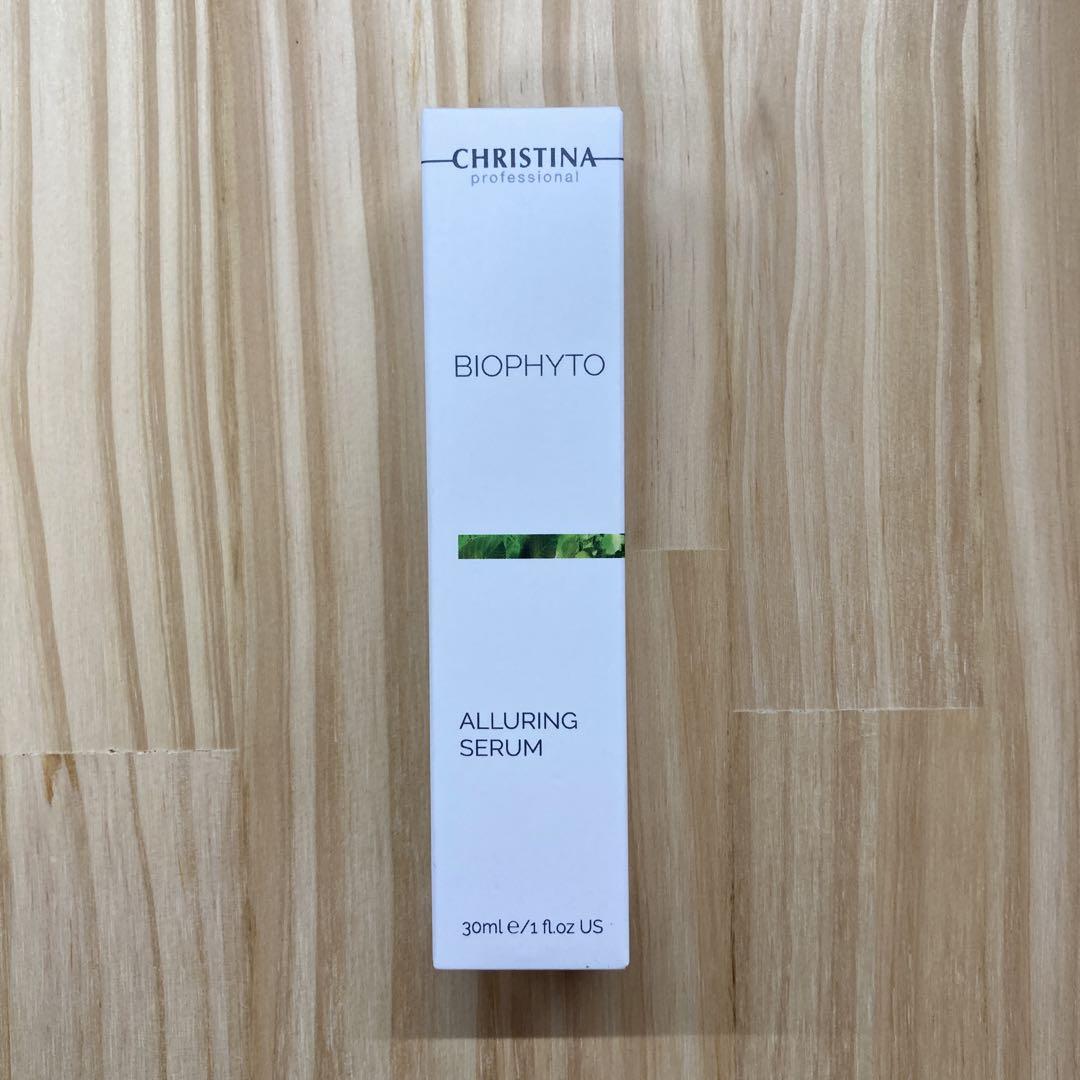 CHRISTINA
professional
BIOPHYTO
ALLURING
SERUM
30ml ℮/1 fl.oz US